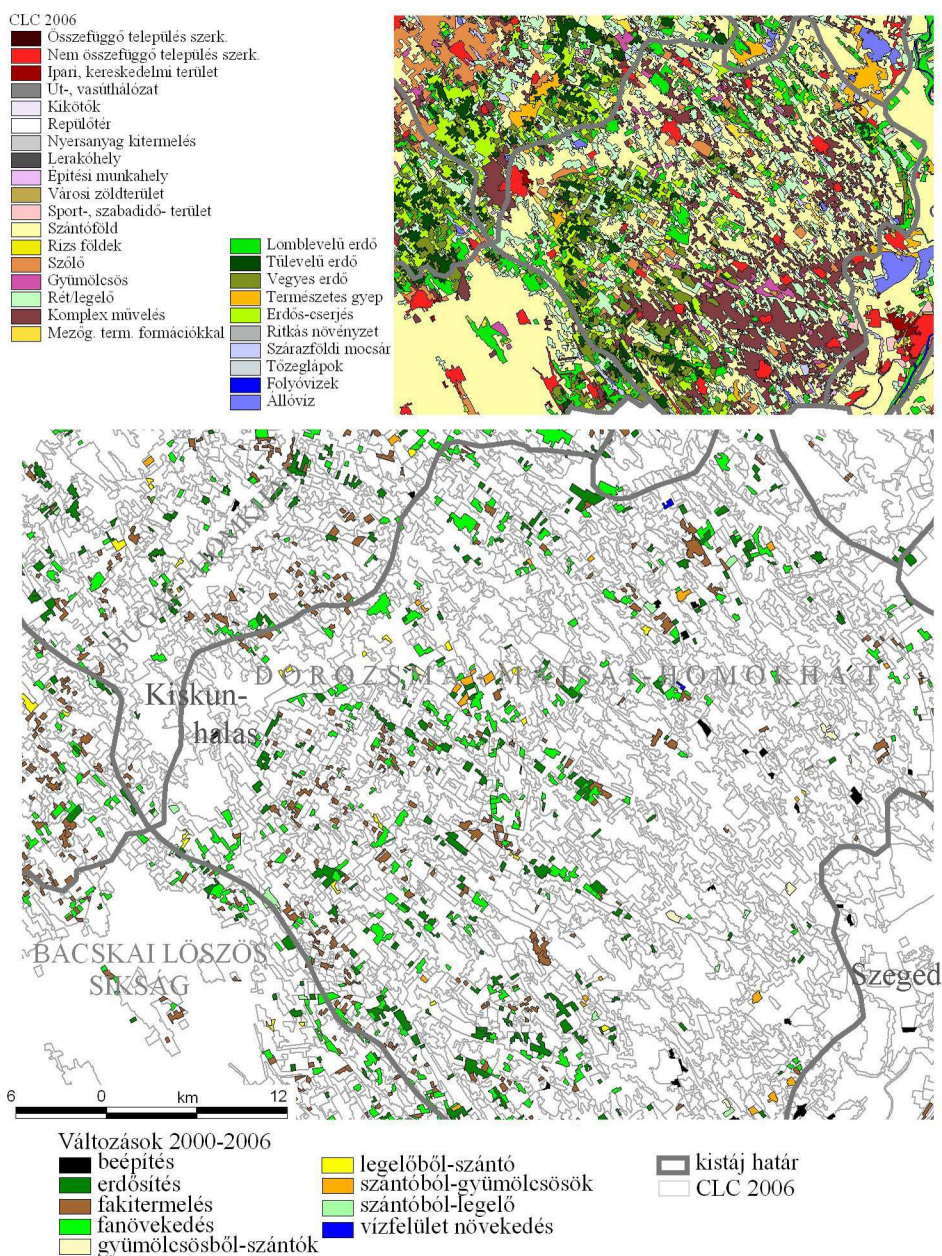 CLC 2006
Összefüggő település szerk.
Nem összefüggő település szerk.
Ipari, kereskedelmi terület
Ut-, vasúthálózat
Kikötők
Repülőtér
Nyersanyag kitermelés
Lerakóhely
Építési munkahely
Városi zöldterület
Sport-, szabadidő- terület
Szántóföld
Rizs földek
Szőlő
Gyümölcsös
Rét/legelő
Komplex művelés
Mezőg. term. formációkkal
Lomblevelű erdő
Tűlevelű erdő
Vegyes erdő
Természetes gyep
Erdős-cserjés
Ritkás növényzet
Szárazföldi mocsár
Tőzeglápok
Folyóvizek
Állóvíz
Kiskun-
halas
BÁCSKAI LÖSZÖS
SÍKSÁG
Szeged
6 0 km 12
Változások 2000-2006
beépítés
erdősítés
fakitermelés
fanövekedés
gyümölcsösből-szántók
legelőből-szántó
szántóból-gyümölcsösök
szántóból-legelő
vízfelület növekedés
kistáj határ
CLC 2006